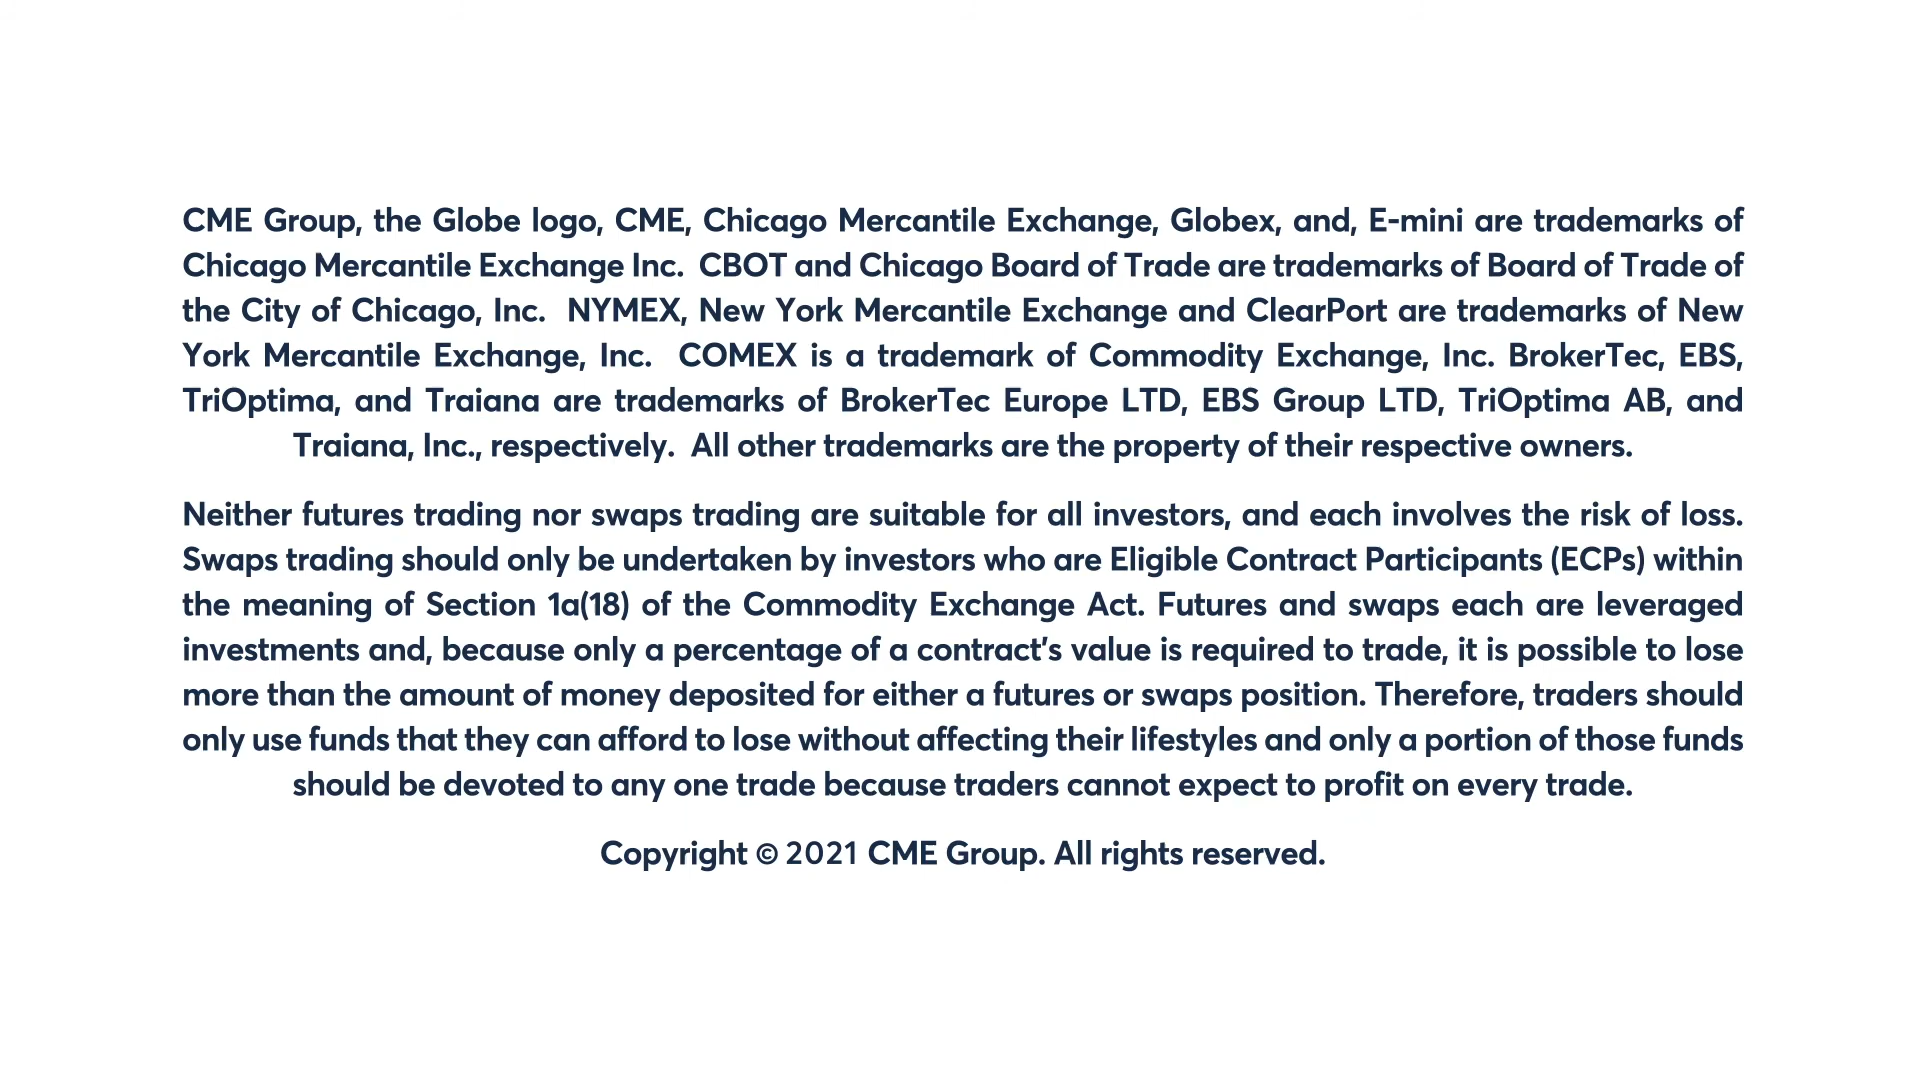 CME Group, the Globe logo, CME, Chicago Mercantile Exchange, Globex, and, E-mini are trademarks of
Chicago Mercantile Exchange Inc.  CBOT and Chicago Board of Trade are trademarks of Board of Trade of
the City of Chicago, Inc.  NYMEX, New York Mercantile Exchange and ClearPort are trademarks of New
York Mercantile Exchange, Inc.  COMEX is a trademark of Commodity Exchange, Inc. BrokerTec, EBS,
TriOptima, and Traiana are trademarks of BrokerTec Europe LTD, EBS Group LTD, TriOptima AB, and
Traiana, Inc., respectively.  All other trademarks are the property of their respective owners.
Neither futures trading nor swaps trading are suitable for all investors, and each involves the risk of loss.
Swaps trading should only be undertaken by investors who are Eligible Contract Participants (ECPs) within
the meaning of Section 1a(18) of the Commodity Exchange Act. Futures and swaps each are leveraged
investments and, because only a percentage of a contract’s value is required to trade, it is possible to lose
more than the amount of money deposited for either a futures or swaps position. Therefore, traders should
only use funds that they can afford to lose without affecting their lifestyles and only a portion of those funds
should be devoted to any one trade because traders cannot expect to profit on every trade.
Copyright © 2021 CME Group. All rights reserved.